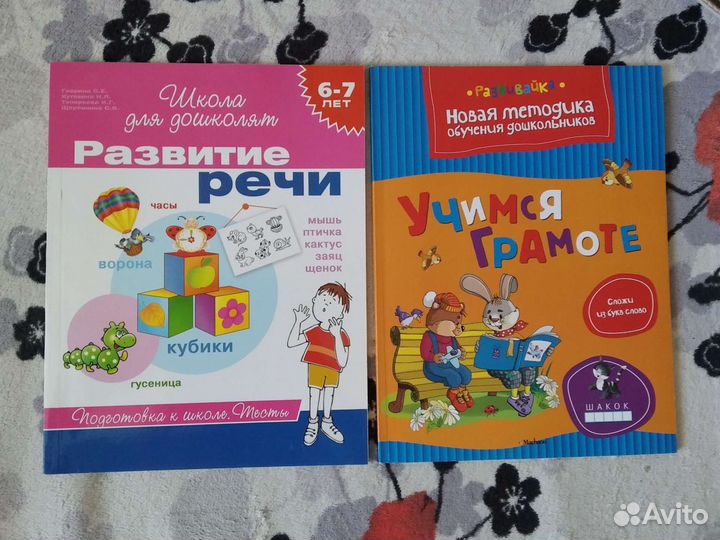 Гаврина С.Е.
Кутявина Н.Л.
Топоркова И.Г.
Щербинина С.В.
Школа
для дошколят
6-7
ЛЕТ
Развитие
речи
часы
ворона
мышь
птичка
кактус
заяц
щенок
кубики
гусеница
Подготовка к школе. Тесты
Развивайка
Новая методика
обучения дошкольников
Учимся
грамоте
Сложи
из букв слово
ШАКОК
Machaon
Avito